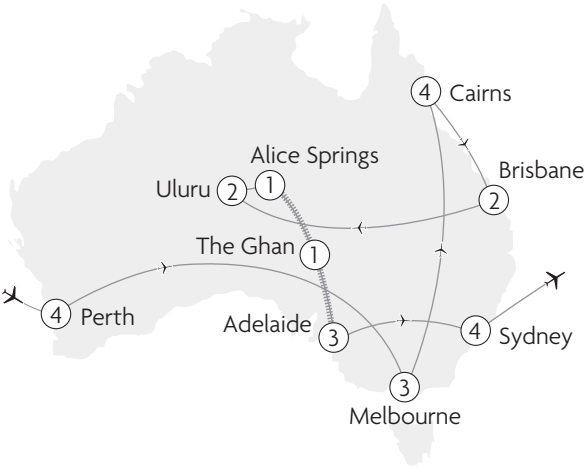 4 Cairns
Alice Springs
Brisbane
Uluru 2 1
2
The Ghan 1
4 Perth
Adelaide 3
4 Sydney
3
Melbourne